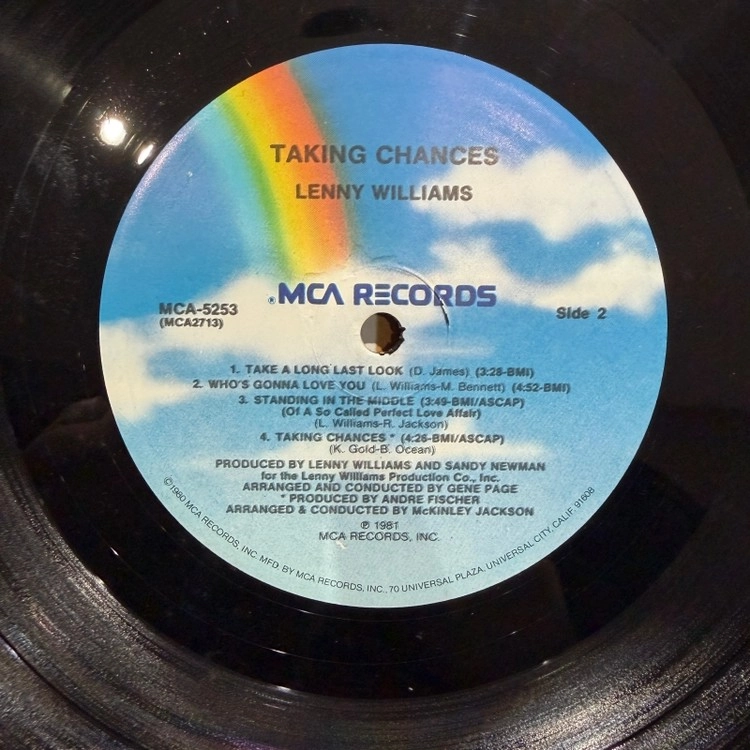 TAKING CHANCES
LENNY WILLIAMS
®MCA RECORDS
MCA-5253
(MCA2713)
Side 2
1. TAKE A LONG LAST LOOK (D. James) (3:28-BMI)
2. WHO'S GONNA LOVE YOU (L. Williams-M. Bennett) (4:52-BMI)
3. STANDING IN THE MIDDLE (3:49-BMI/ASCAP)
(Of A So Called Perfect Love Affair)
(L. Williams-R. Jackson)
4. TAKING CHANCES * (4:26-BMI/ASCAP)
(K. Gold-B. Ocean)
PRODUCED BY LENNY WILLIAMS AND SANDY NEWMAN
for the Lenny Williams Production Co., Inc.
ARRANGED AND CONDUCTED BY GENE PAGE
* PRODUCED BY ANDRE FISCHER
ARRANGED & CONDUCTED BY McKINLEY JACKSON
℗ 1981
MCA RECORDS, INC.
©1980 MCA RECORDS, INC. MFD. BY MCA RECORDS, INC., 70 UNIVERSAL PLAZA, UNIVERSAL CITY, CALIF. 91608